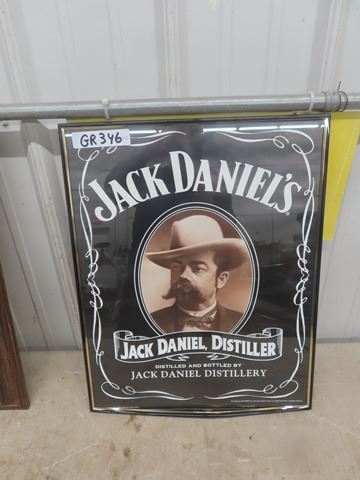 GR346
JACK DANIEL'S
JACK DANIEL, DISTILLER
DISTILLED AND BOTTLED BY
JACK DANIEL DISTILLERY